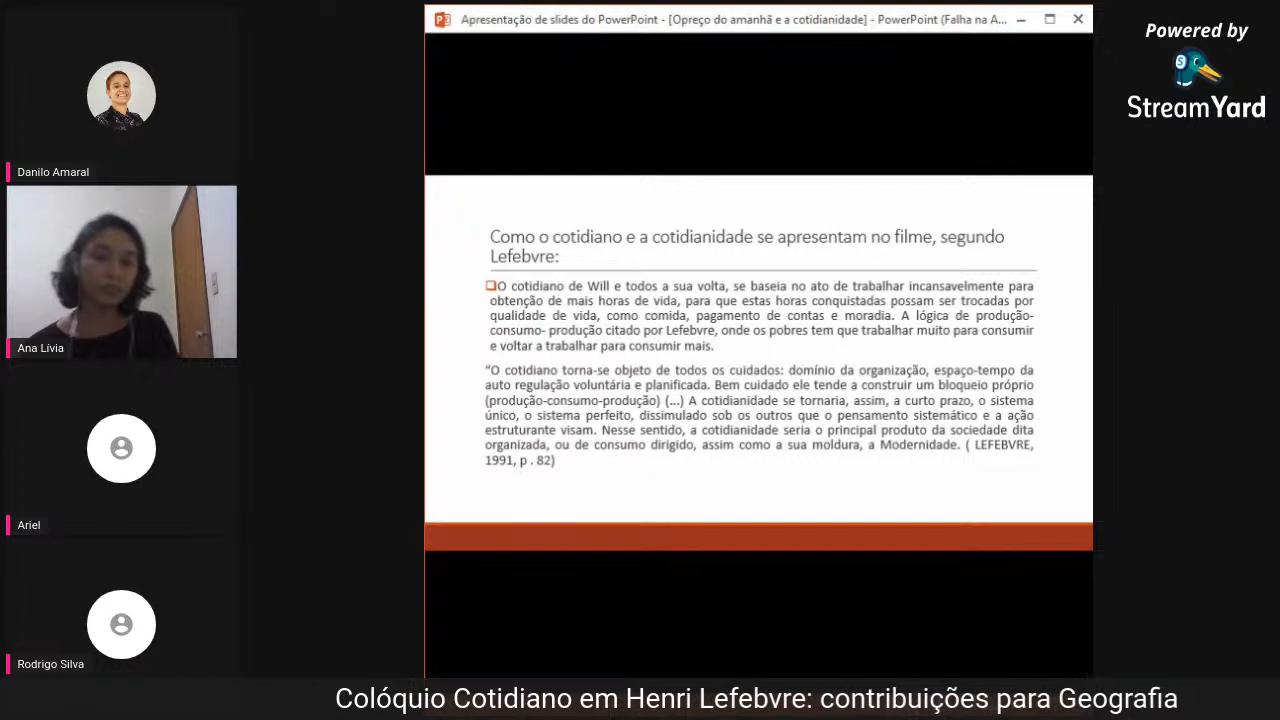 Apresentação de slides do PowerPoint - [Opreço do amanhã e a cotidianidade] - PowerPoint (Falha na A...
Powered by
StreamYard
Danilo Amaral
Ana Lívia
Ariel
Rodrigo Silva
Como o cotidiano e a cotidianidade se apresentam no filme, segundo
Lefebvre:
O cotidiano de Will e todos a sua volta, se baseia no ato de trabalhar incansavelmente para
obtenção de mais horas de vida, para que estas horas conquistadas possam ser trocadas por
qualidade de vida, como comida, pagamento de contas e moradia. A lógica de produção-
consumo- produção citado por Lefebvre, onde os pobres tem que trabalhar muito para consumir
e voltar a trabalhar para consumir mais.
“O cotidiano torna-se objeto de todos os cuidados: domínio da organização, espaço-tempo da
auto regulação voluntária e planificada. Bem cuidado ele tende a construir um bloqueio próprio
(produção-consumo-produção) (...) A cotidianidade se tornaria, assim, a curto prazo, o sistema
único, o sistema perfeito, dissimulado sob os outros que o pensamento sistemático e a ação
estruturante visam. Nesse sentido, a cotidianidade seria o principal produto da sociedade dita
organizada, ou de consumo dirigido, assim como a sua moldura, a Modernidade. ( LEFEBVRE,
1991, p . 82)
Colóquio Cotidiano em Henri Lefebvre: contribuições para Geografia